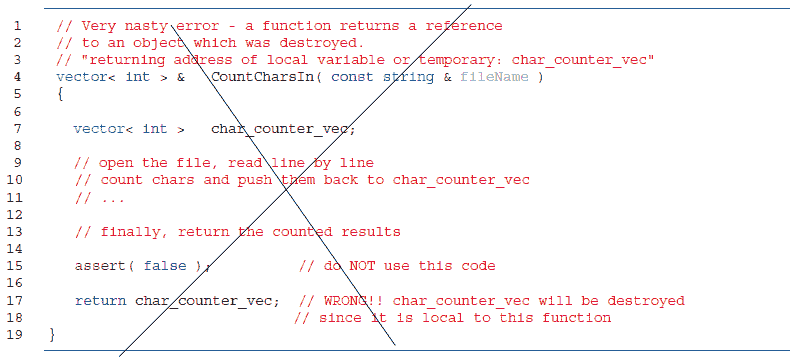 1 // Very nasty error - a function returns a reference
2 // to an object which was destroyed.
3 // "returning address of local variable or temporary: char_counter_vec"
4 vector< int > & CountCharsIn( const string & fileName )
5 {
6
7 vector< int > char_counter_vec;
8
9 // open the file, read line by line
10 // count chars and push them back to char_counter_vec
11 // ...
12
13 // finally, return the counted results
14
15 assert( false ); // do NOT use this code
16
17 return char_counter_vec; // WRONG!! char_counter_vec will be destroyed
18 // since it is local to this function
19 }